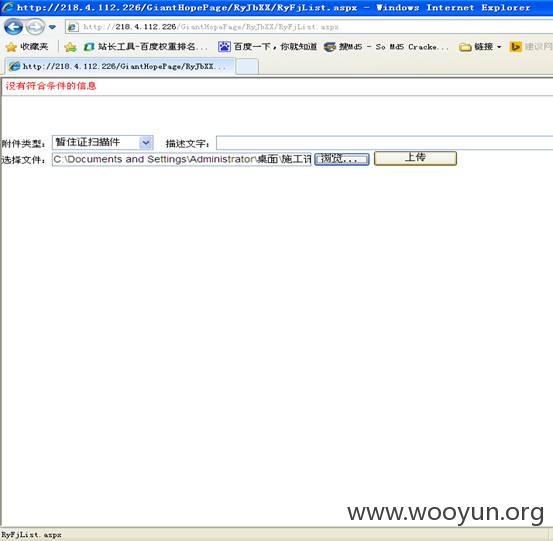 http://218.4.112.226/GiantHopePage/RyJbXX/RyFjList.aspx - Windows Internet Explorer
http://218.4.112.226/GiantHopePage/RyJbXX/RyFjList.aspx
收藏夹 站长工具-百度权重排名... 百度一下，你就知道 搜Md5 - So Md5 Cracke... 链接 建议网
http://218.4.112.226/GiantHopePage/RyJbXX...
没有符合条件的信息
附件类型： 暂住证扫描件 描述文字：
选择文件： C:\Documents and Settings\Administrator\桌面\施工许 浏览... 上传
www.wooyun.org
RyFjList.aspx